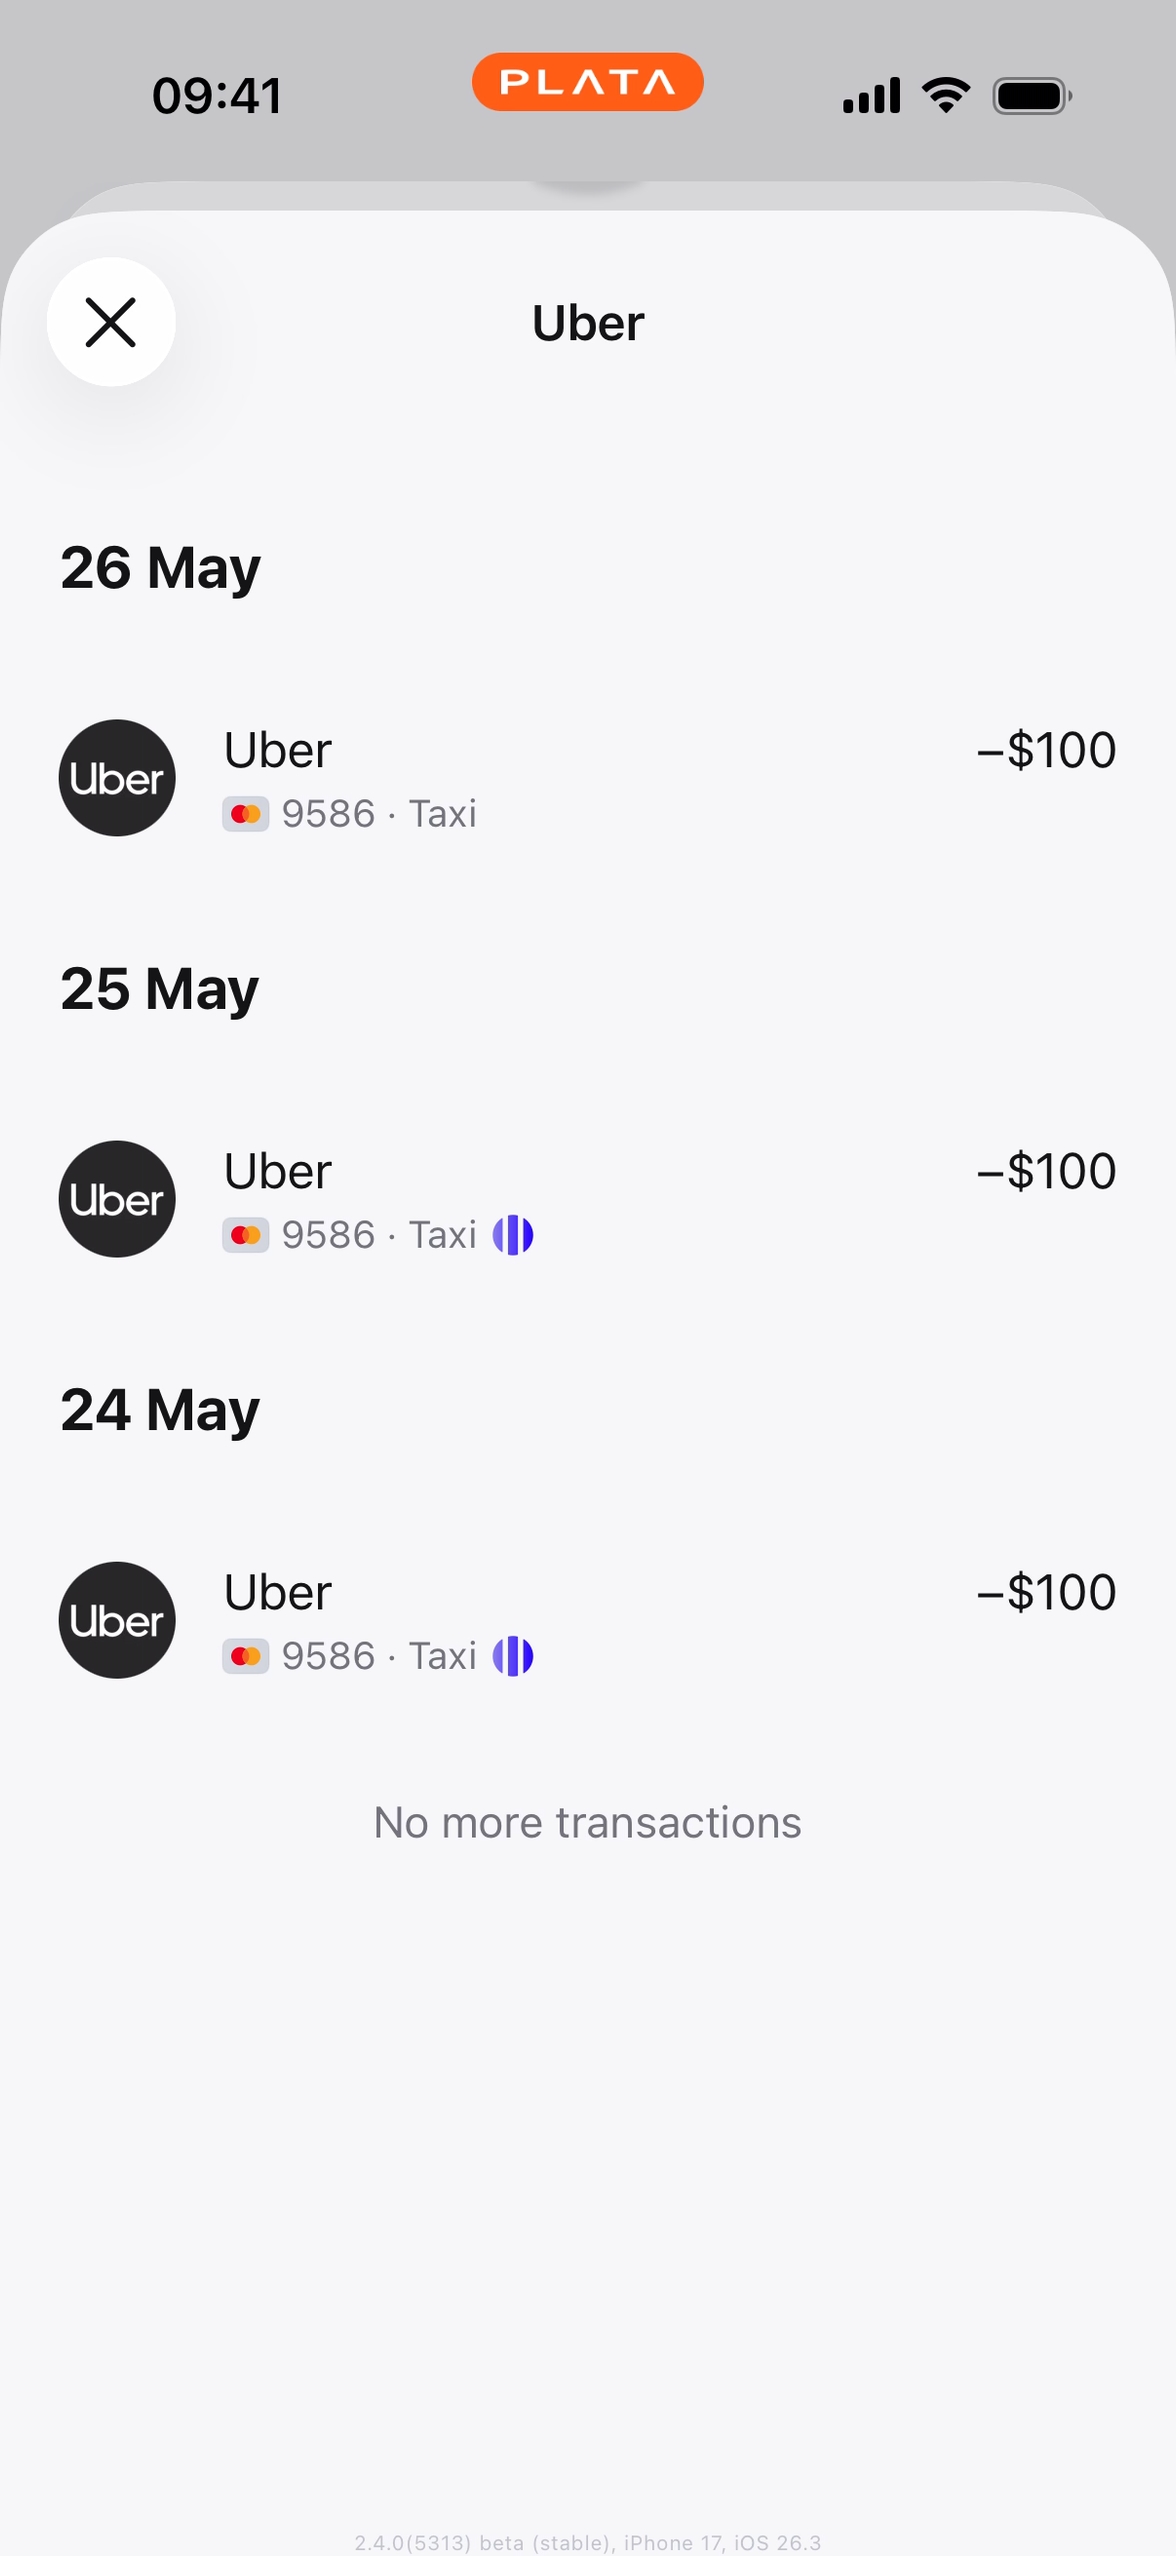 09:41
PLATA
Uber
26 May
Uber
Uber
–$100
9586 · Taxi
25 May
Uber
Uber
–$100
9586 · Taxi
24 May
Uber
Uber
–$100
9586 · Taxi
No more transactions
2.4.0(5313) beta (stable), iPhone 17, iOS 26.3